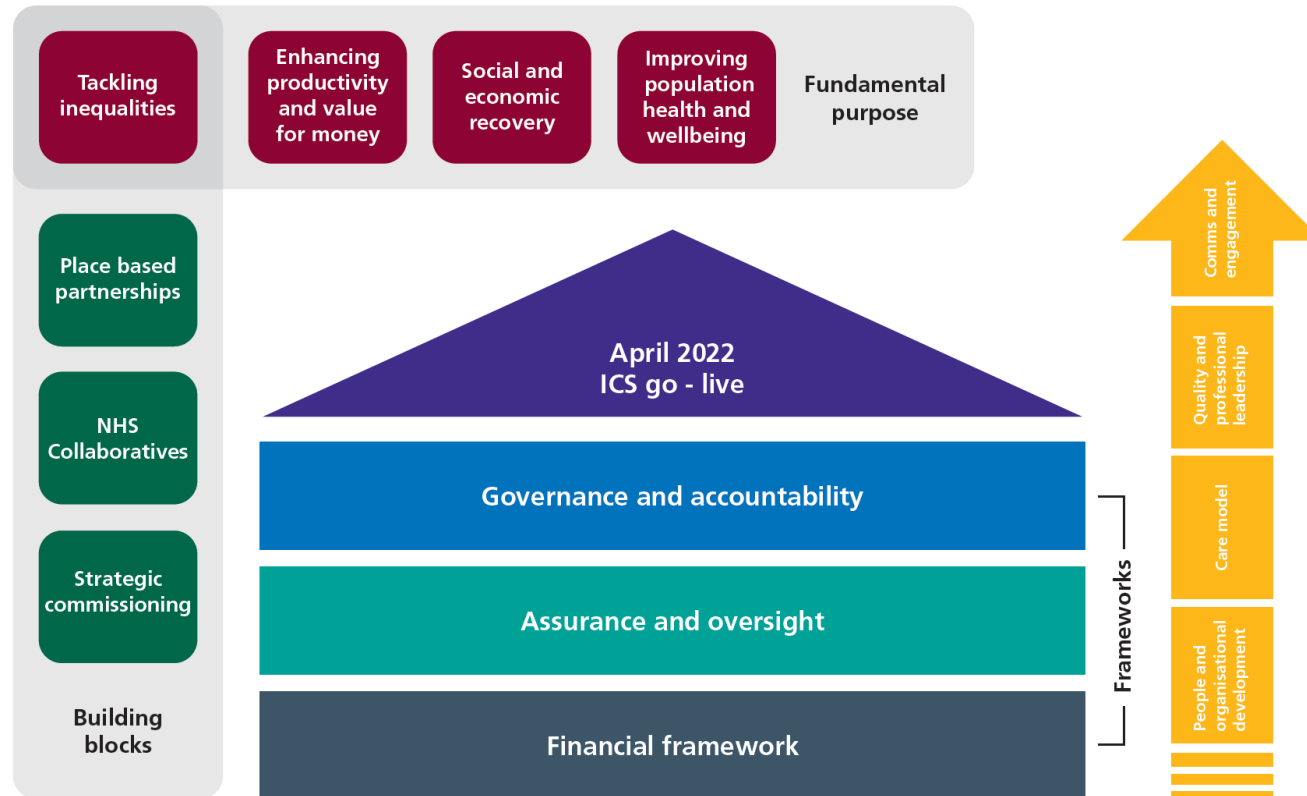 Tackling
inequalities
Enhancing
productivity
and value
for money
Social and
economic
recovery
Improving
population
health and
wellbeing
Fundamental
purpose
Place based
partnerships
NHS
Collaboratives
Strategic
commissioning
Building
blocks
April 2022
ICS go - live
Governance and accountability
Assurance and oversight
Financial framework
Frameworks
Comms and
engagement
Quality and
professional
leadership
Care model
People and
organisational
development